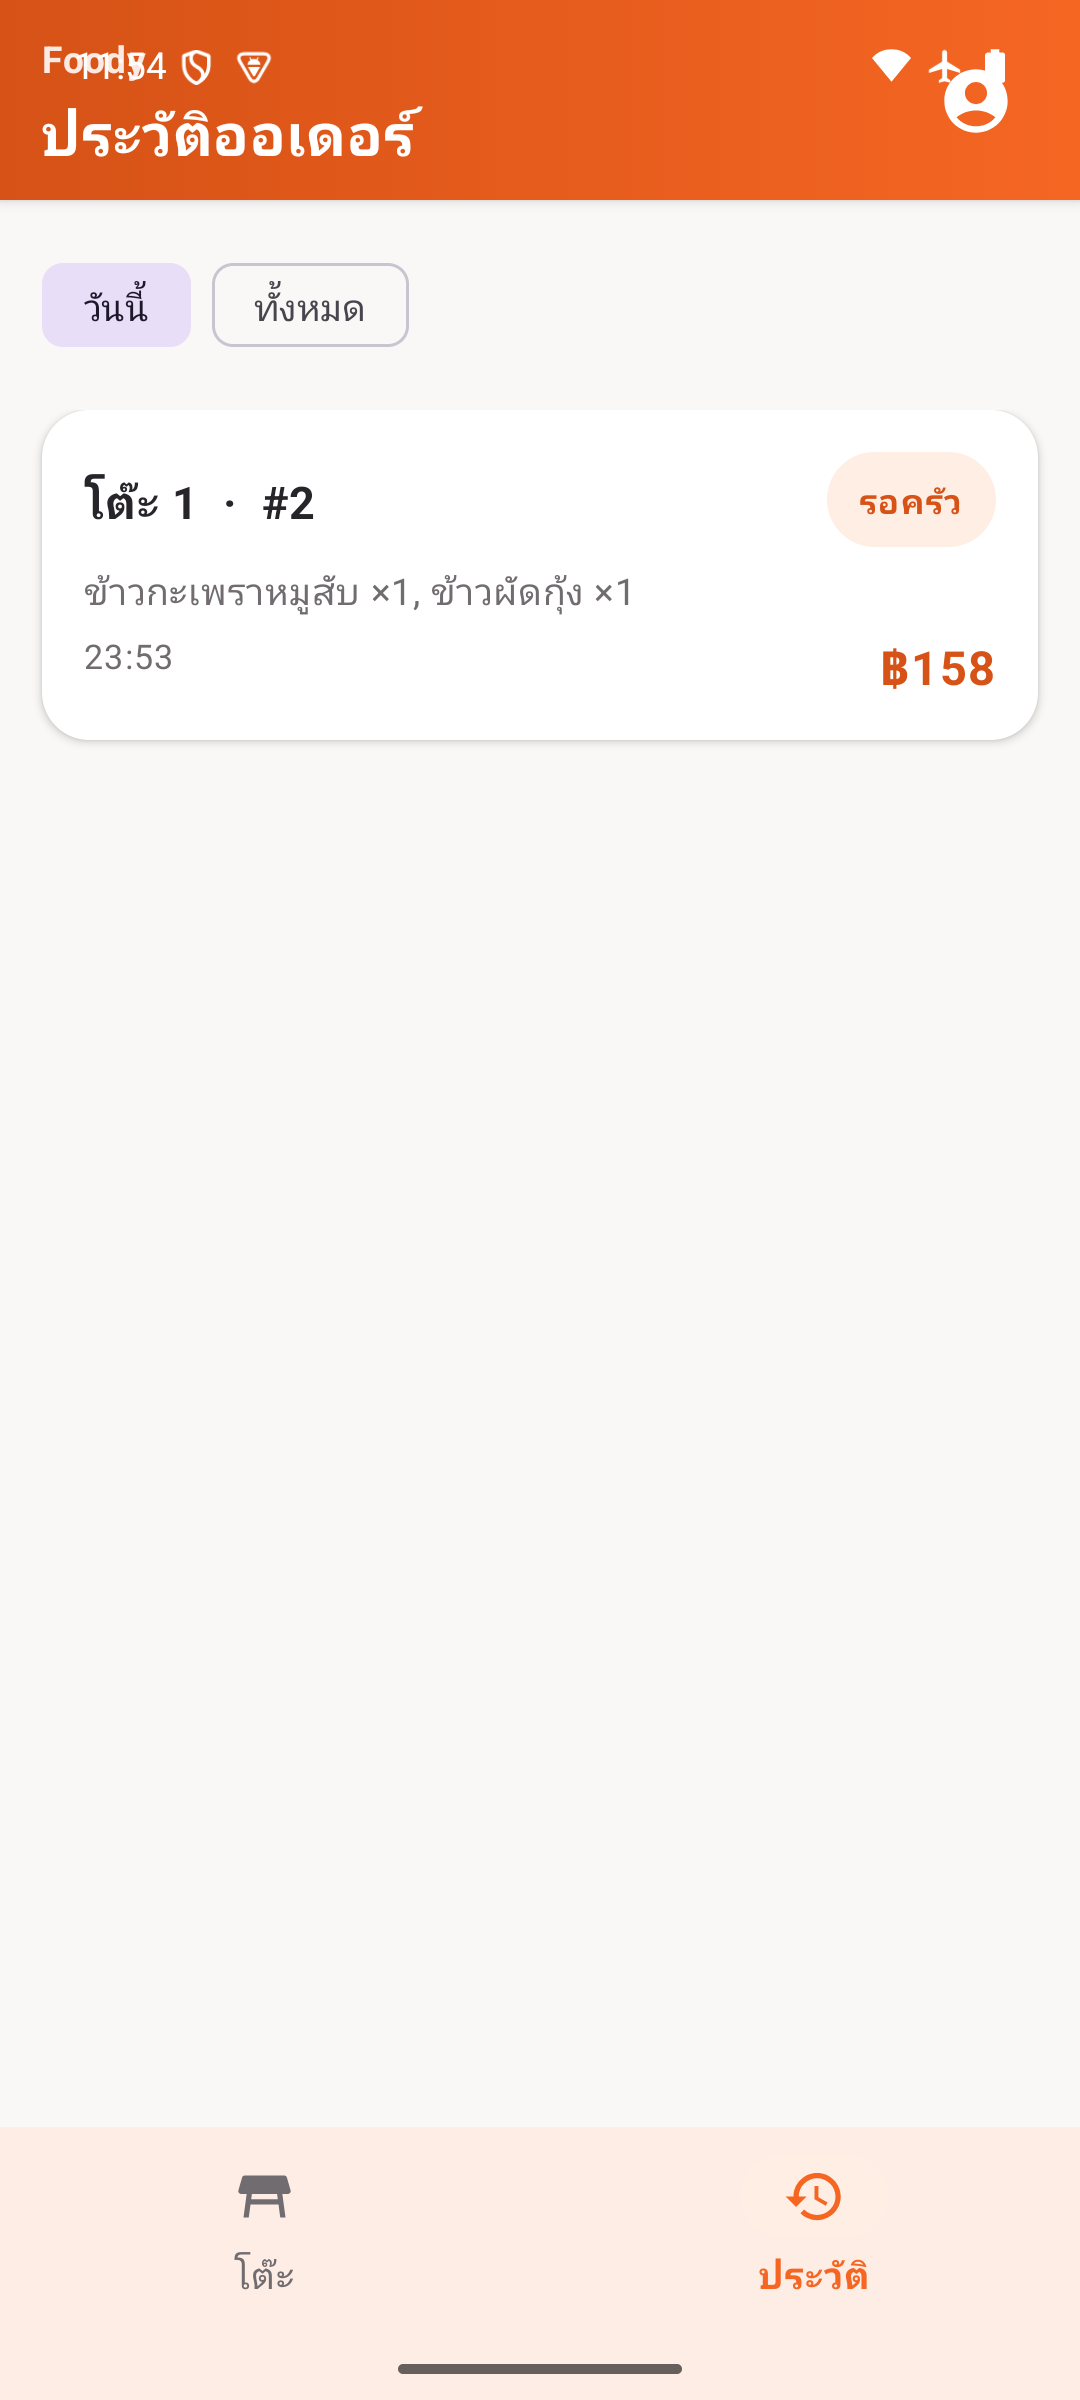 Foody
ประวัติออเดอร์
วันนี้
ทั้งหมด
โต๊ะ 1 · #2
รอครัว
ข้าวกะเพราหมูสับ ×1, ข้าวผัดกุ้ง ×1
23:53
฿158
โต๊ะ
ประวัติ